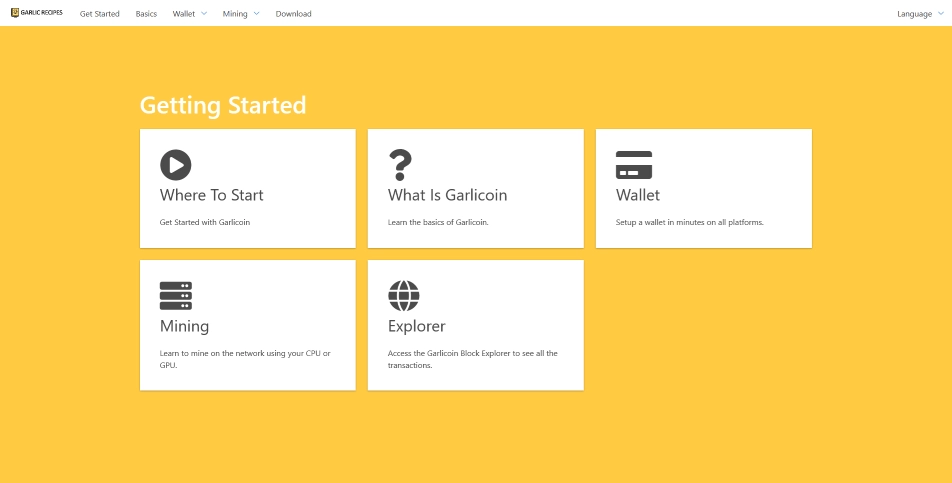 GARLIC RECIPES Get Started Basics Wallet Mining Download Language
Getting Started
Where To Start
Get Started with Garlicoin
What Is Garlicoin
Learn the basics of Garlicoin.
Wallet
Setup a wallet in minutes on all platforms.
Mining
Learn to mine on the network using your CPU or
GPU.
Explorer
Access the Garlicoin Block Explorer to see all the
transactions.